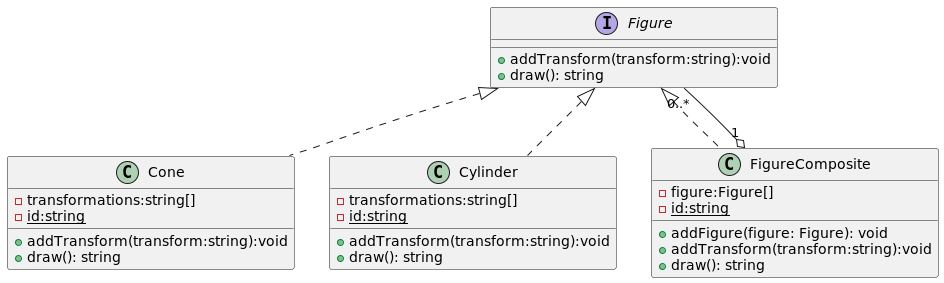 I Figure
addTransform(transform:string):void
draw(): string
0..*
1
C Cone
transformations:string[]
id:string
addTransform(transform:string):void
draw(): string
C Cylinder
transformations:string[]
id:string
addTransform(transform:string):void
draw(): string
C FigureComposite
figure:Figure[]
id:string
addFigure(figure: Figure): void
addTransform(transform:string):void
draw(): string